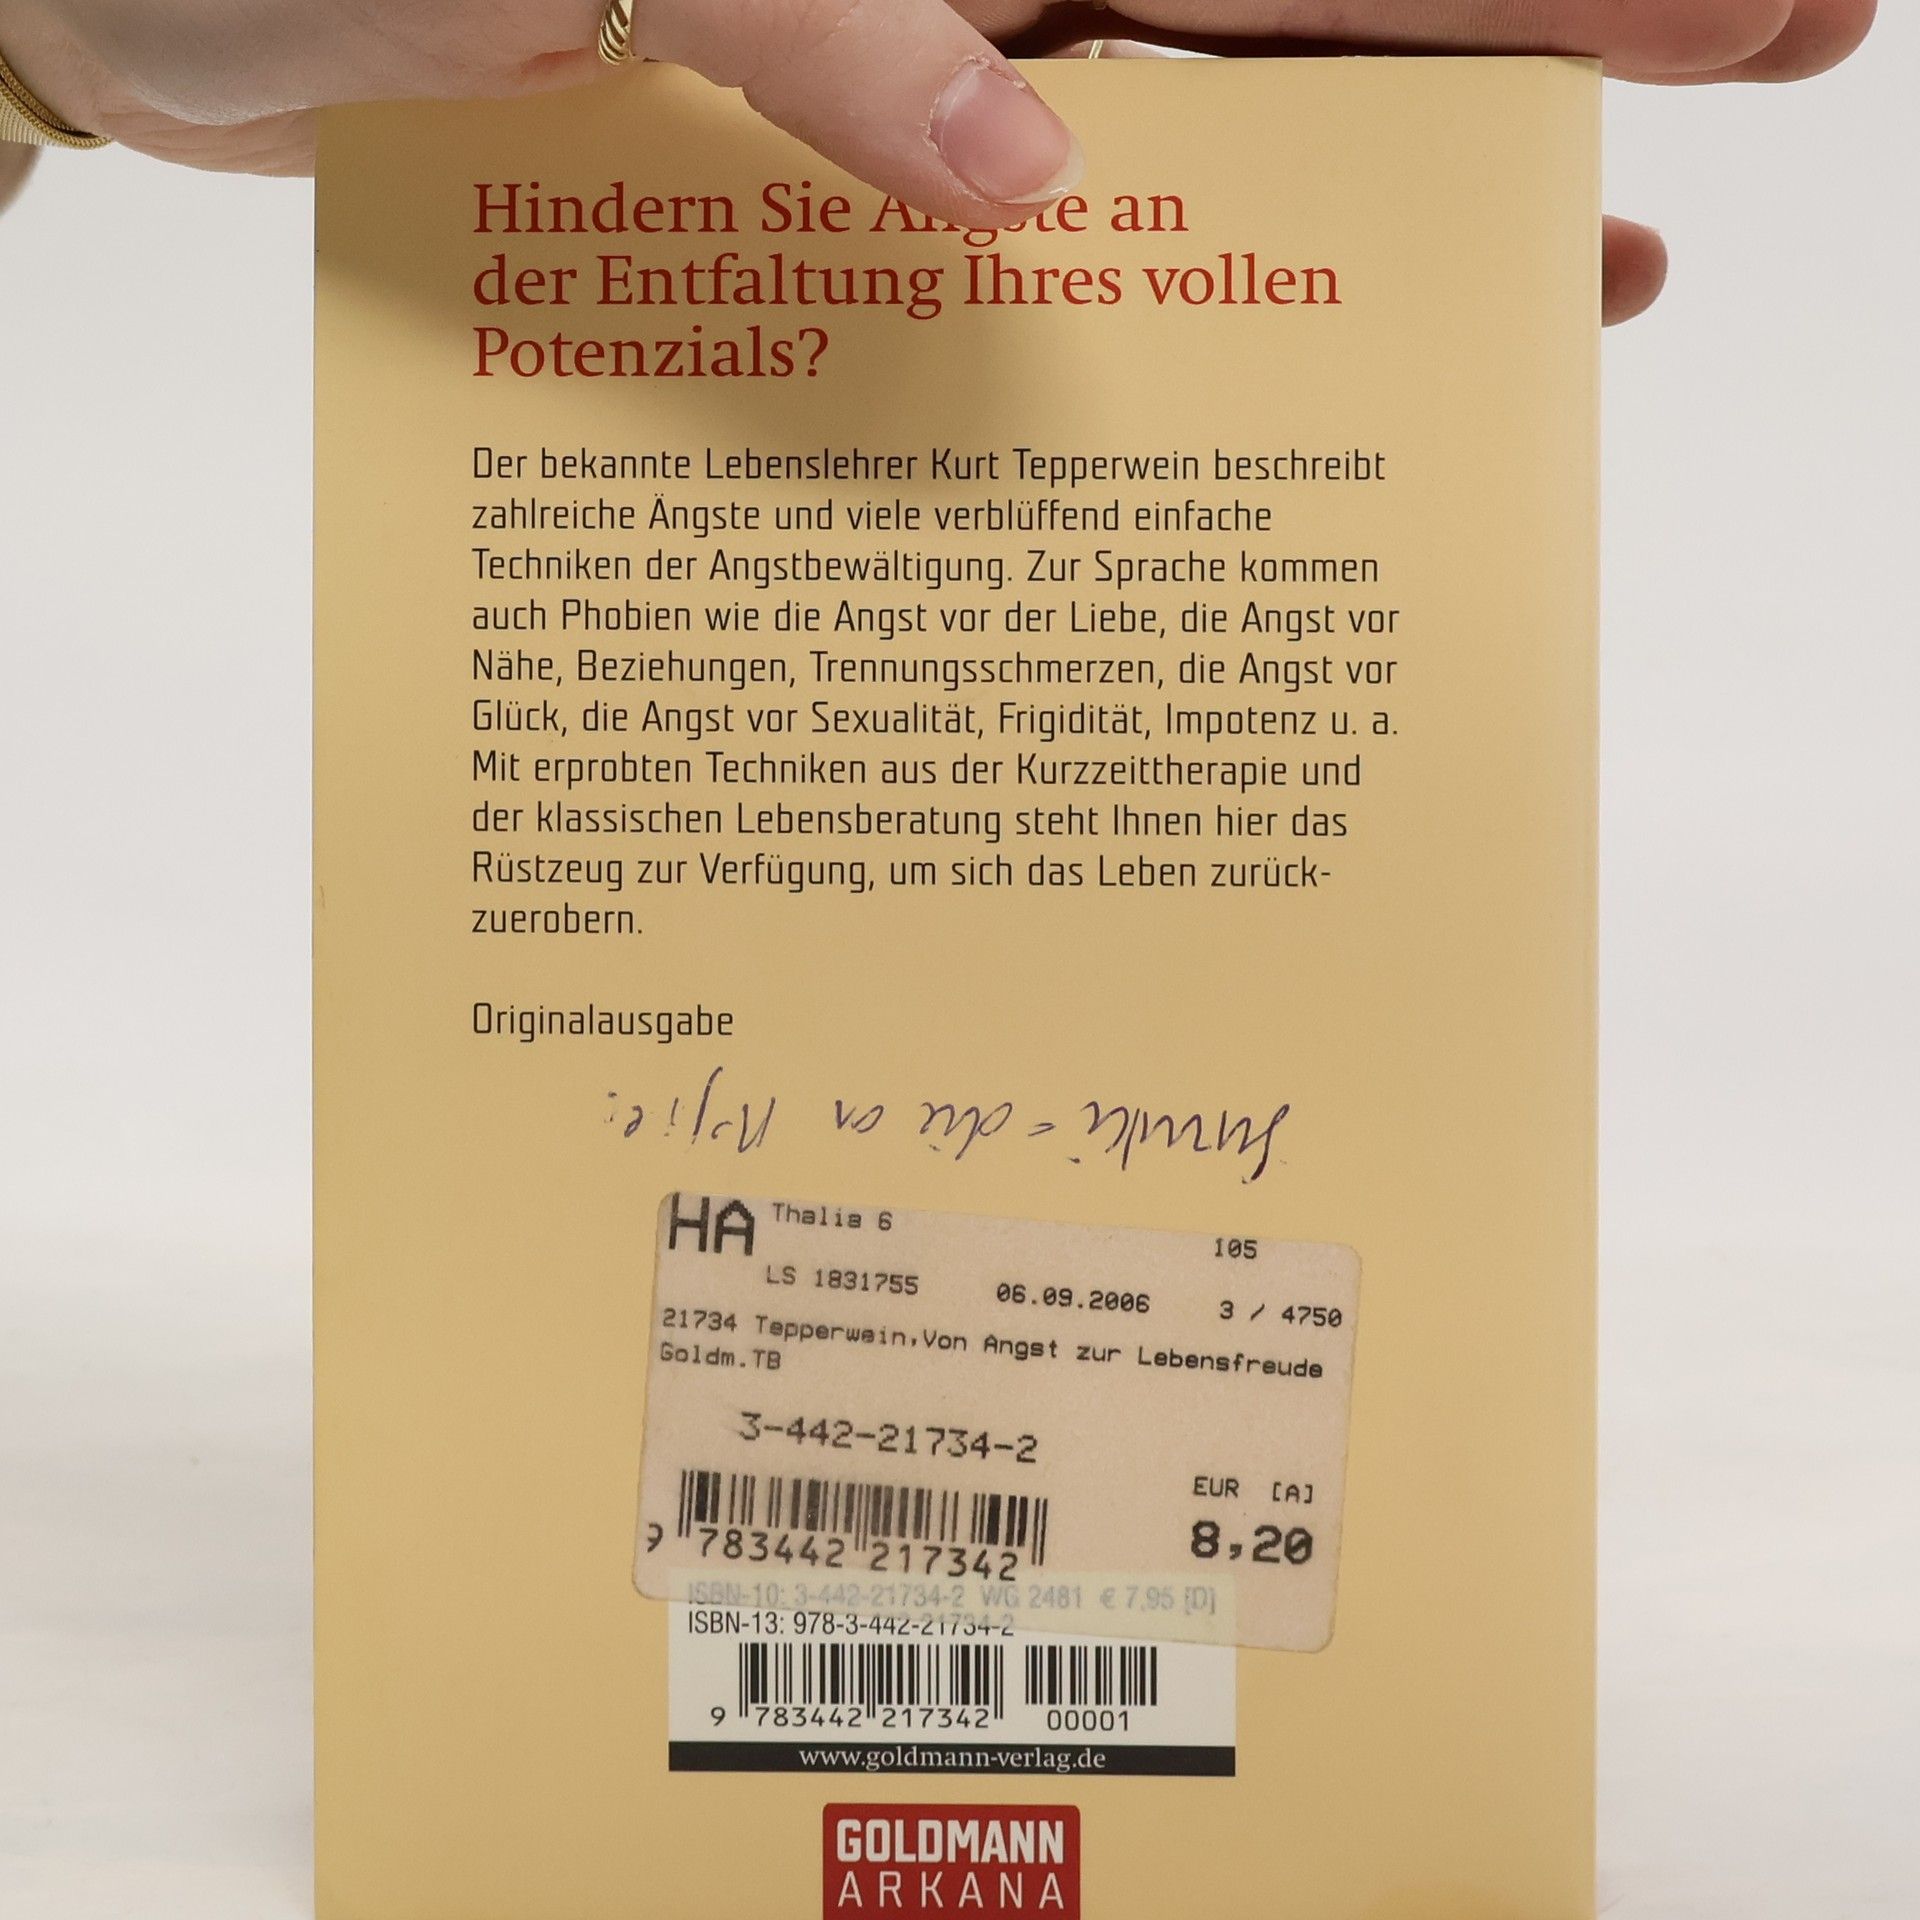 Hindern Sie Ängste an
der Entfaltung Ihres vollen
Potenzials?
Der bekannte Lebenslehrer Kurt Tepperwein beschreibt
zahlreiche Ängste und viele verblüffend einfache
Techniken der Angstbewältigung. Zur Sprache kommen
auch Phobien wie die Angst vor der Liebe, die Angst vor
Nähe, Beziehungen, Trennungsschmerzen, die Angst vor
Glück, die Angst vor Sexualität, Frigidität, Impotenz u. a.
Mit erprobten Techniken aus der Kurzzeittherapie und
der klassischen Lebensberatung steht Ihnen hier das
Rüstzeug zur Verfügung, um sich das Leben zurück-
zuerobern.
Originalausgabe
HA Thalia 6 105
LS 1831755 06.09.2006 3 / 4750
21734 Tepperwein,Von Angst zur Lebensfreude
Goldm.TB
3-442-21734-2
EUR [A]
9 783442 217342 8,20
ISBN-10: 3-442-21734-2 WG 2481 € 7,95 [D]
ISBN-13: 978-3-442-21734-2
9 783442 217342 00001
www.goldmann-verlag.de
GOLDMANN
ARKANA